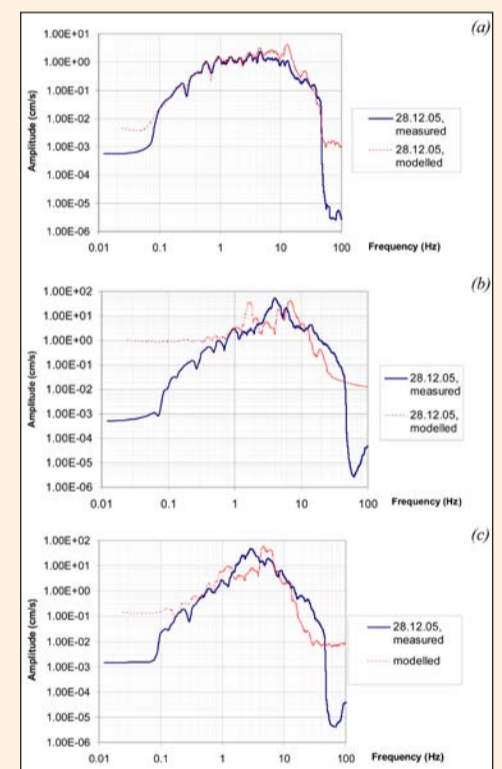 (a)
1.00E+01
1.00E+00
1.00E-01
1.00E-02
1.00E-03
1.00E-04
1.00E-05
1.00E-06
Amplitude (cm/s)
0.01 0.1 1 10 100
Frequency (Hz)
28.12.05,
measured
28.12.05,
modelled
(b)
1.00E+02
1.00E+01
1.00E+00
1.00E-01
1.00E-02
1.00E-03
1.00E-04
1.00E-05
1.00E-06
Amplitude (cm/s)
0.01 0.1 1 10 100
Frequency (Hz)
28.12.05,
measured
28.12.05,
modelled
(c)
1.00E+02
1.00E+01
1.00E+00
1.00E-01
1.00E-02
1.00E-03
1.00E-04
1.00E-05
1.00E-06
Amplitude (cm/s)
0.01 0.1 1 10 100
Frequency (Hz)
28.12.05,
measured
modelled